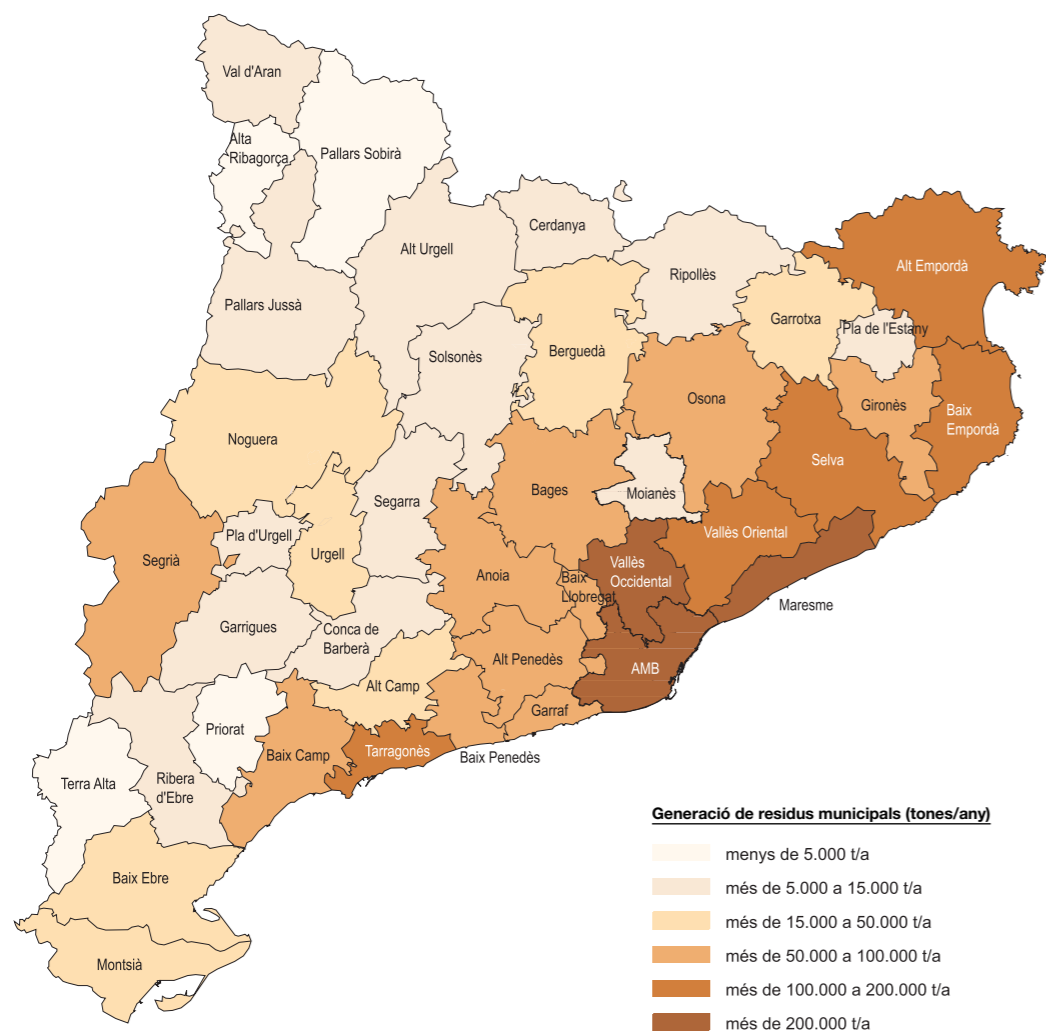 Val d'Aran
Alta
Ribagorça
Pallars Sobirà
Cerdanya
Alt Urgell
Ripollès
Alt Empordà
Pallars Jussà
Garrotxa
Pla de l'Estany
Solsonès
Berguedà
Osona
Gironès
Baix
Empordà
Noguera
Selva
Bages
Moianès
Segarra
Segrià
Pla d'Urgell
Urgell
Vallès Oriental
Anoia
Baix
Llobregat
Vallès
Occidental
Maresme
Garrigues
Conca de
Barberà
Alt Penedès
AMB
Alt Camp
Garraf
Priorat
Baix Camp
Tarragonès
Baix Penedès
Terra Alta
Ribera
d'Ebre
Baix Ebre
Montsià
Generació de residus municipals (tones/any)
menys de 5.000 t/a
més de 5.000 a 15.000 t/a
més de 15.000 a 50.000 t/a
més de 50.000 a 100.000 t/a
més de 100.000 a 200.000 t/a
més de 200.000 t/a